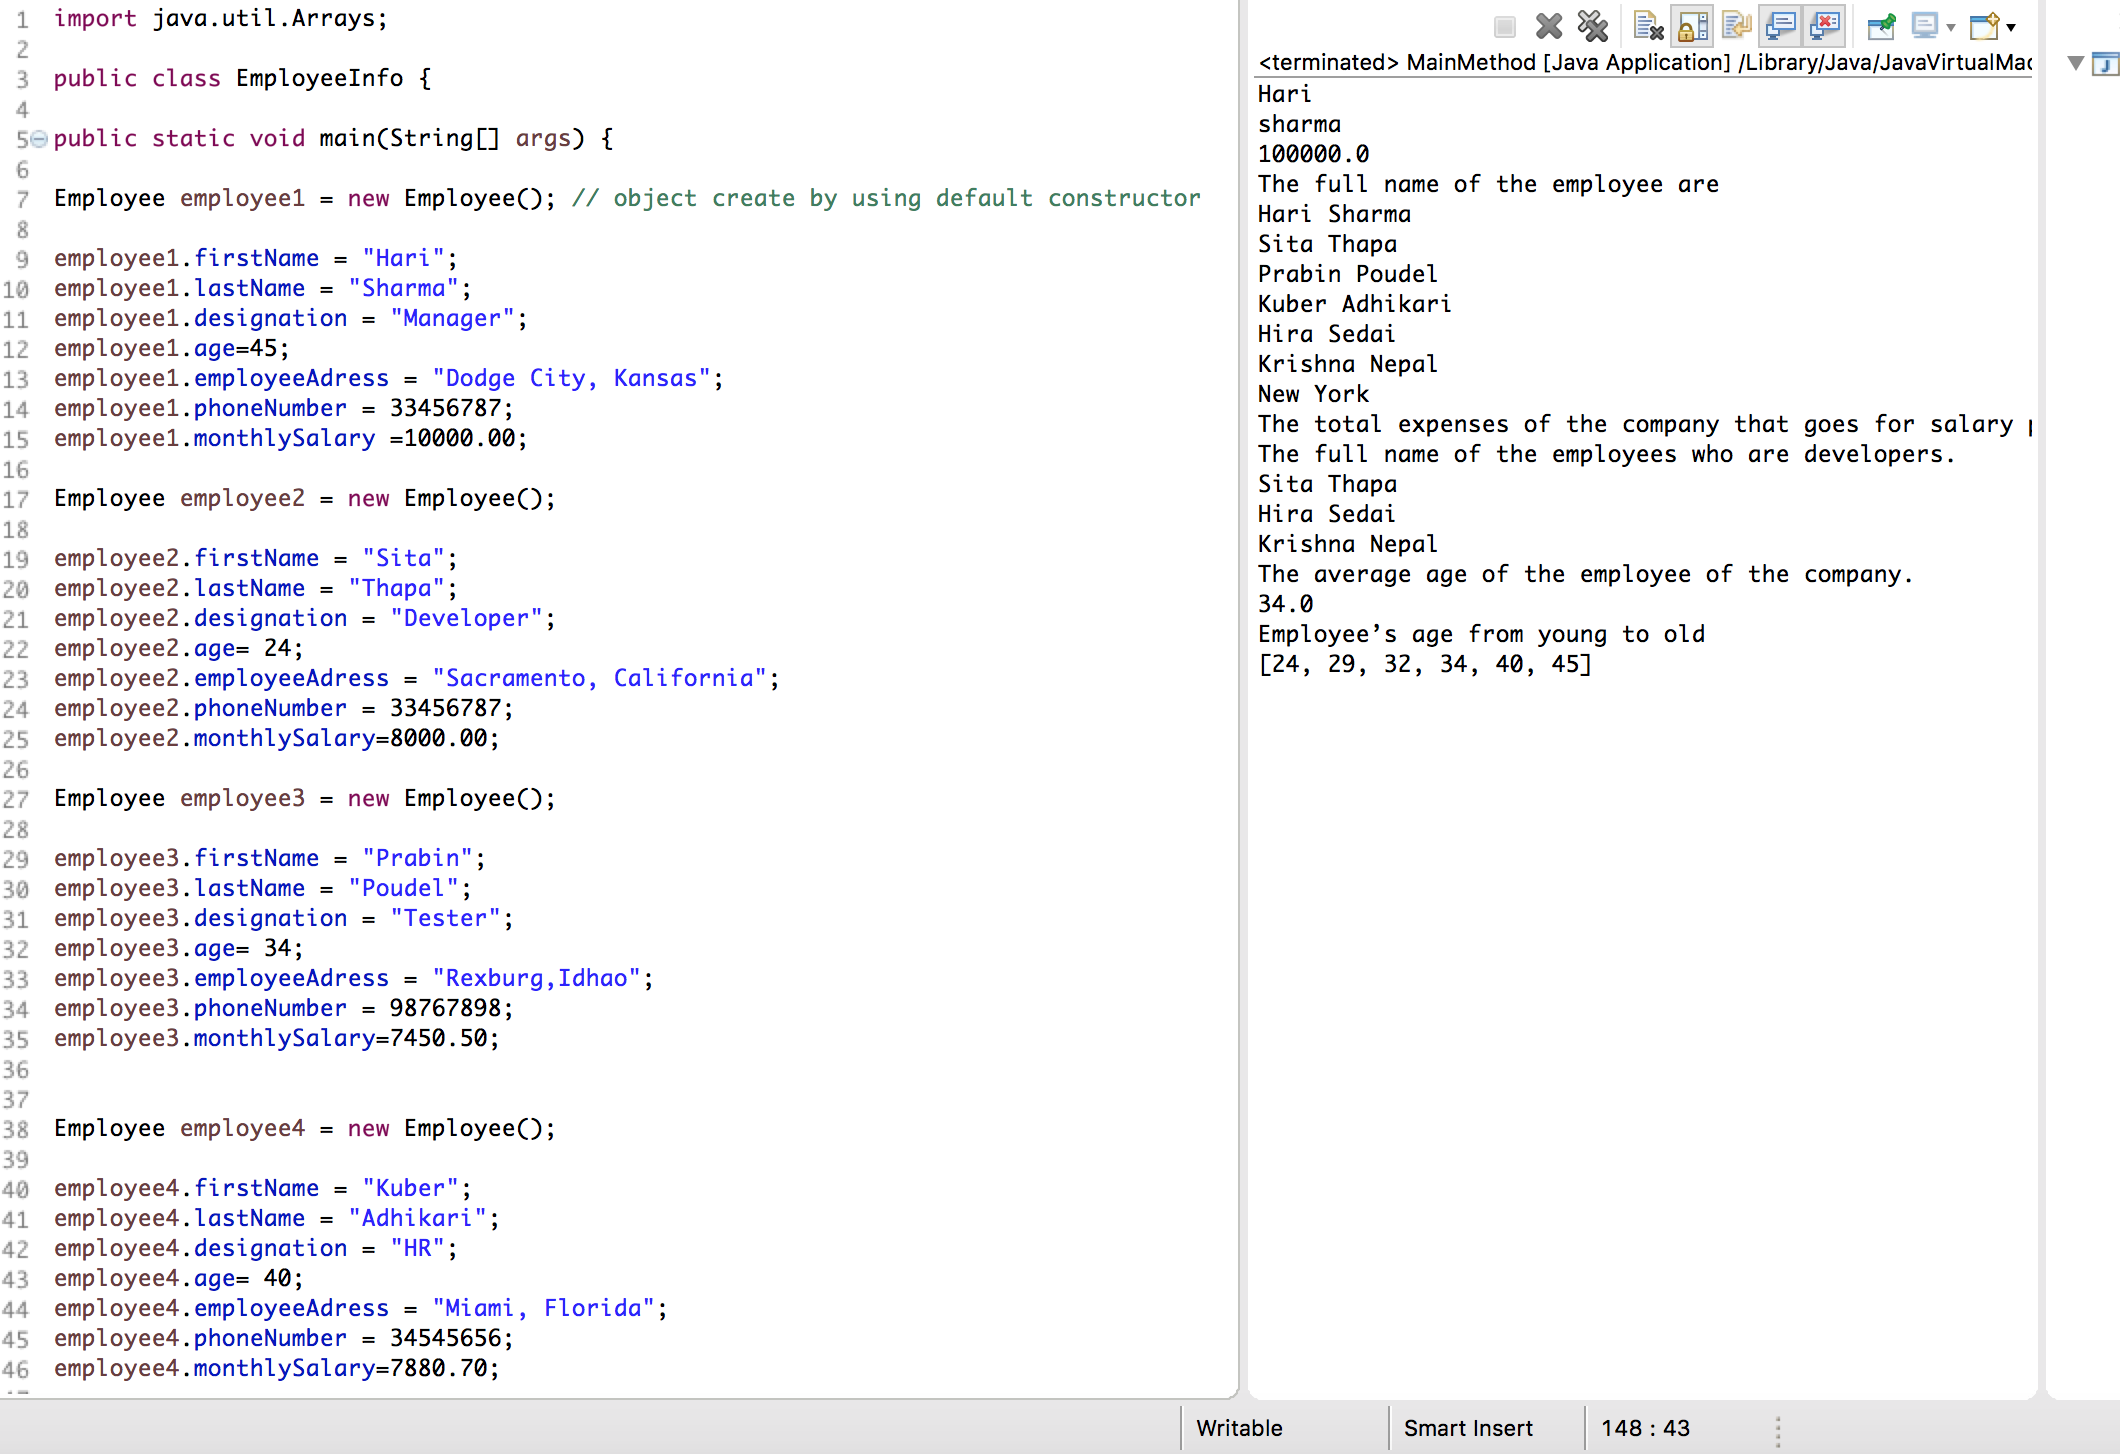 1 import java.util.Arrays;
2
3 public class EmployeeInfo {
4
5 public static void main(String[] args) {
6
7 Employee employee1 = new Employee(); // object create by using default constructor
8
9 employee1.firstName = "Hari";
10 employee1.lastName = "Sharma";
11 employee1.designation = "Manager";
12 employee1.age=45;
13 employee1.employeeAdress = "Dodge City, Kansas";
14 employee1.phoneNumber = 33456787;
15 employee1.monthlySalary =10000.00;
16
17 Employee employee2 = new Employee();
18
19 employee2.firstName = "Sita";
20 employee2.lastName = "Thapa";
21 employee2.designation = "Developer";
22 employee2.age= 24;
23 employee2.employeeAdress = "Sacramento, California";
24 employee2.phoneNumber = 33456787;
25 employee2.monthlySalary=8000.00;
26
27 Employee employee3 = new Employee();
28
29 employee3.firstName = "Prabin";
30 employee3.lastName = "Poudel";
31 employee3.designation = "Tester";
32 employee3.age= 34;
33 employee3.employeeAdress = "Rexburg,Idhao";
34 employee3.phoneNumber = 98767898;
35 employee3.monthlySalary=7450.50;
36
37
38 Employee employee4 = new Employee();
39
40 employee4.firstName = "Kuber";
41 employee4.lastName = "Adhikari";
42 employee4.designation = "HR";
43 employee4.age= 40;
44 employee4.employeeAdress = "Miami, Florida";
45 employee4.phoneNumber = 34545656;
46 employee4.monthlySalary=7880.70;
<terminated> MainMethod [Java Application] /Library/Java/JavaVirtualMac
Hari
sharma
100000.0
The full name of the employee are
Hari Sharma
Sita Thapa
Prabin Poudel
Kuber Adhikari
Hira Sedai
Krishna Nepal
New York
The total expenses of the company that goes for salary
The full name of the employees who are developers.
Sita Thapa
Hira Sedai
Krishna Nepal
The average age of the employee of the company.
34.0
Employee’s age from young to old
[24, 29, 32, 34, 40, 45]
Writable
Smart Insert
148 : 43